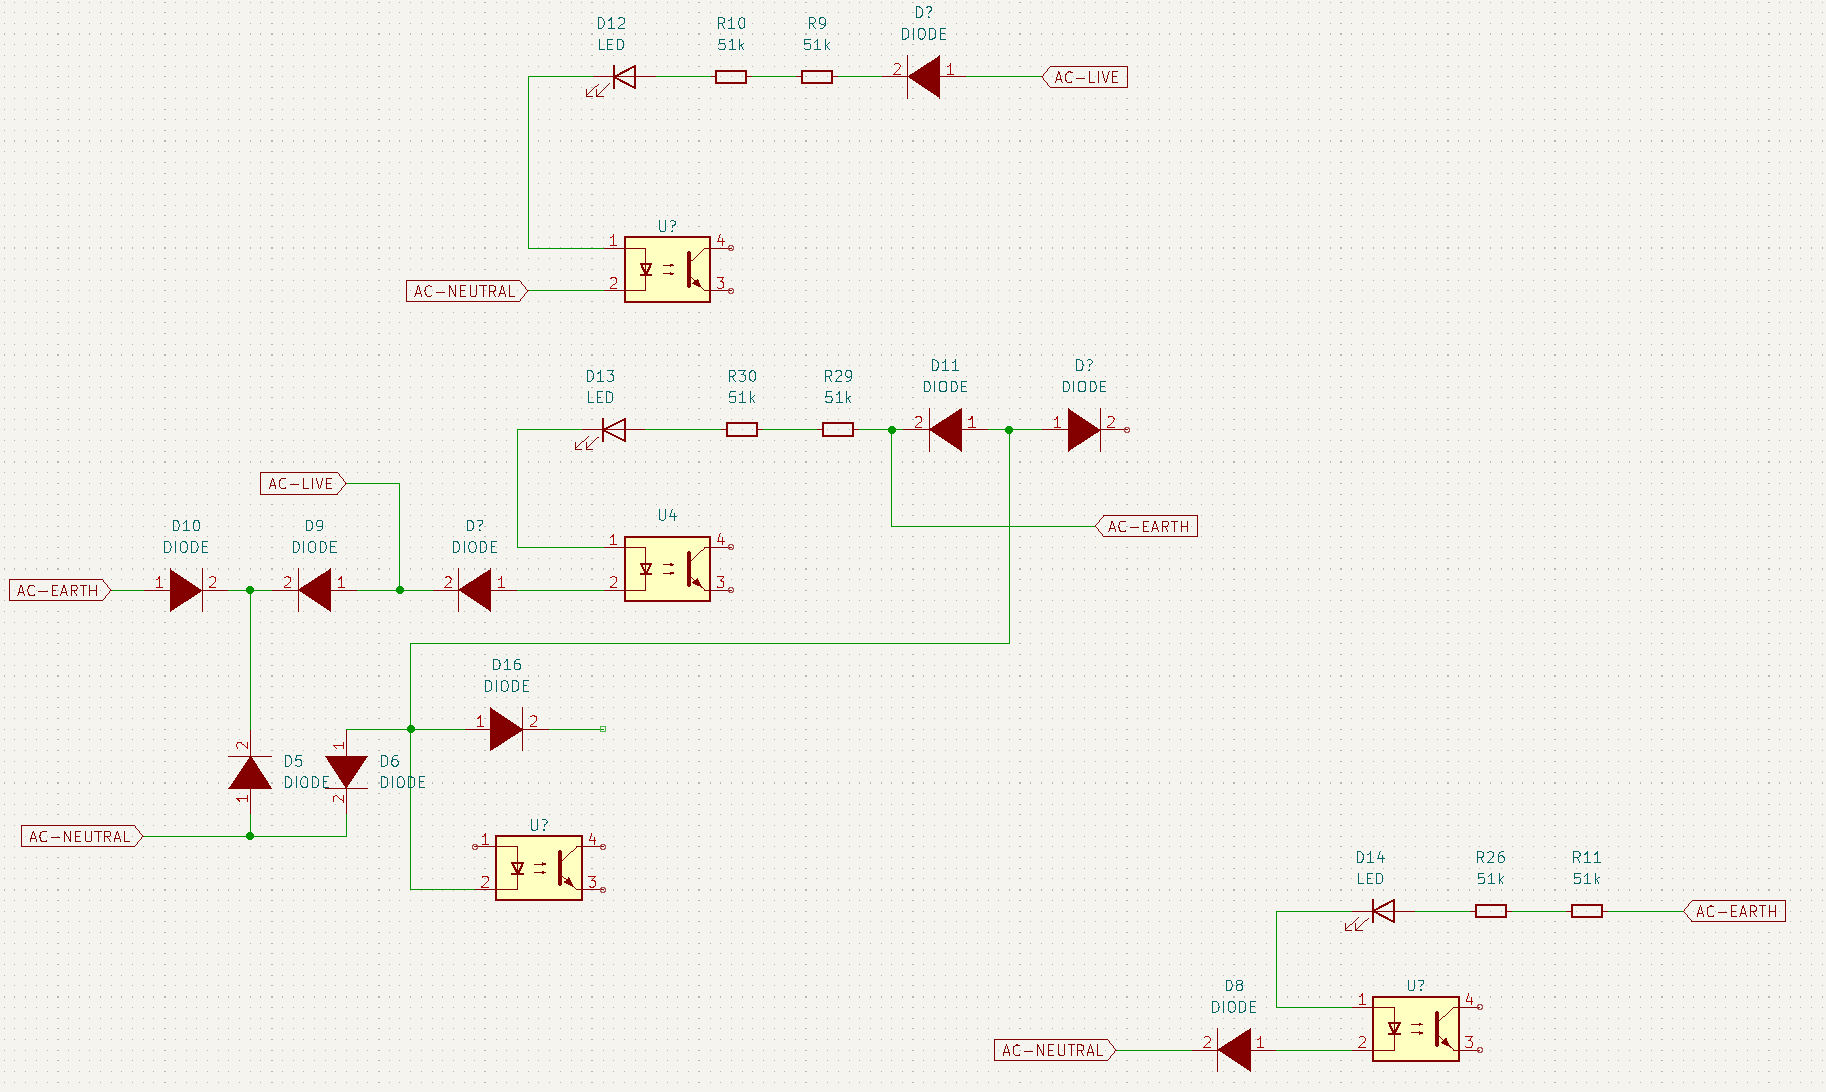 D12
LED
R10
51k
R9
51k
D?
DIODE
2
1
AC-LIVE
U?
1
4
2
3
AC-NEUTRAL
D13
LED
R30
51k
R29
51k
D11
DIODE
D?
DIODE
2
1
1
2
AC-LIVE
AC-EARTH
D10
DIODE
D9
DIODE
D?
DIODE
U4
1
4
2
3
AC-EARTH
1
2
2
1
2
1
D16
DIODE
1
2
2
D5
DIODE
1
1
D6
DIODE
2
AC-NEUTRAL
U?
1
4
2
3
D14
LED
R26
51k
R11
51k
AC-EARTH
D8
DIODE
U?
1
4
2
3
AC-NEUTRAL
2
1